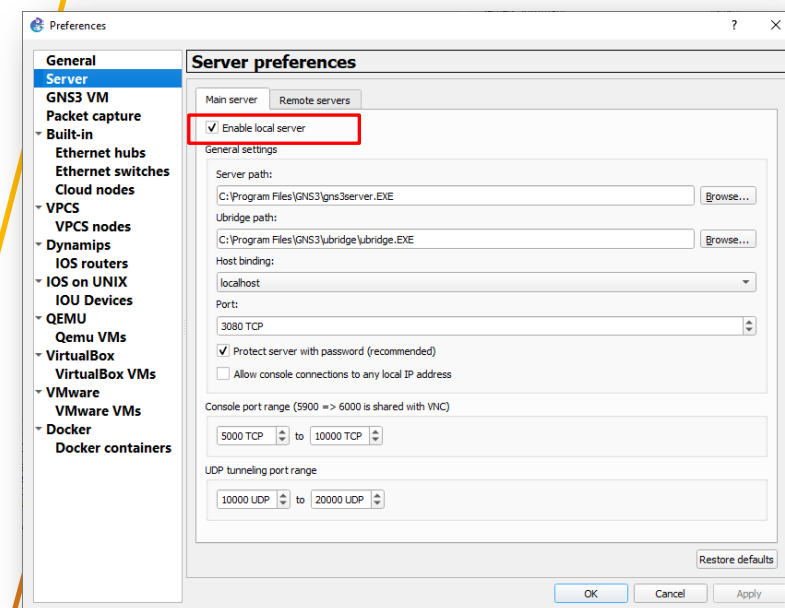 Preferences
?
General
Server
GNS3 VM
Packet capture
Built-in
Ethernet hubs
Ethernet switches
Cloud nodes
VPCS
VPCS nodes
Dynamips
IOS routers
IOS on UNIX
IOU Devices
QEMU
Qemu VMs
VirtualBox
VirtualBox VMs
VMware
VMware VMs
Docker
Docker containers
Server preferences
Main server Remote servers
Enable local server
General settings
Server path:
C:\Program Files\GNS3\gns3server.EXE Browse...
Ubridge path:
C:\Program Files\GNS3\ubridge\ubridge.EXE Browse...
Host binding:
localhost
Port:
3080 TCP
Protect server with password (recommended)
Allow console connections to any local IP address
Console port range (5900 => 6000 is shared with VNC)
5000 TCP to 10000 TCP
UDP tunneling port range
10000 UDP to 20000 UDP
Restore defaults
OK Cancel Apply